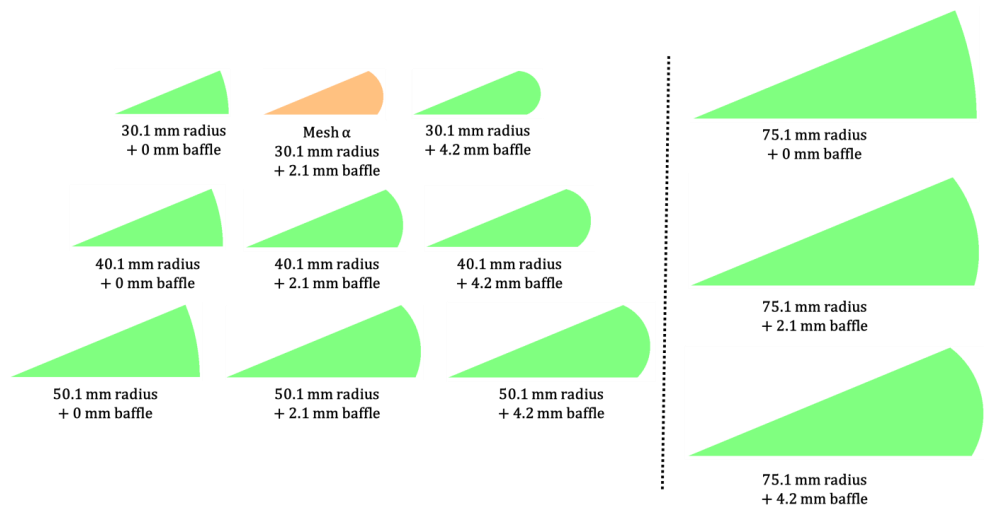 30.1 mm radius
+ 0 mm baffle
Mesh α
30.1 mm radius
+ 2.1 mm baffle
30.1 mm radius
+ 4.2 mm baffle
40.1 mm radius
+ 0 mm baffle
40.1 mm radius
+ 2.1 mm baffle
40.1 mm radius
+ 4.2 mm baffle
50.1 mm radius
+ 0 mm baffle
50.1 mm radius
+ 2.1 mm baffle
50.1 mm radius
+ 4.2 mm baffle
75.1 mm radius
+ 0 mm baffle
75.1 mm radius
+ 2.1 mm baffle
75.1 mm radius
+ 4.2 mm baffle